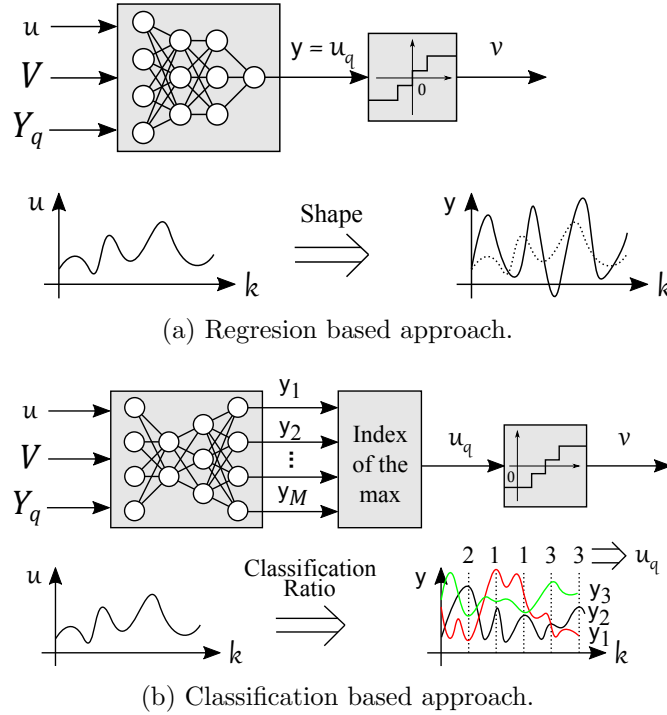 u
V
Y_q
y = u_q
0
v
u
k
Shape
y
k
(a) Regresion based approach.
u
V
Y_q
y_1
y_2
...
y_M
Index
of the
max
u_q
0
v
u
k
Classification
Ratio
y
2 1 1 3 3
u_q
y_3
y_2
y_1
k
(b) Classification based approach.